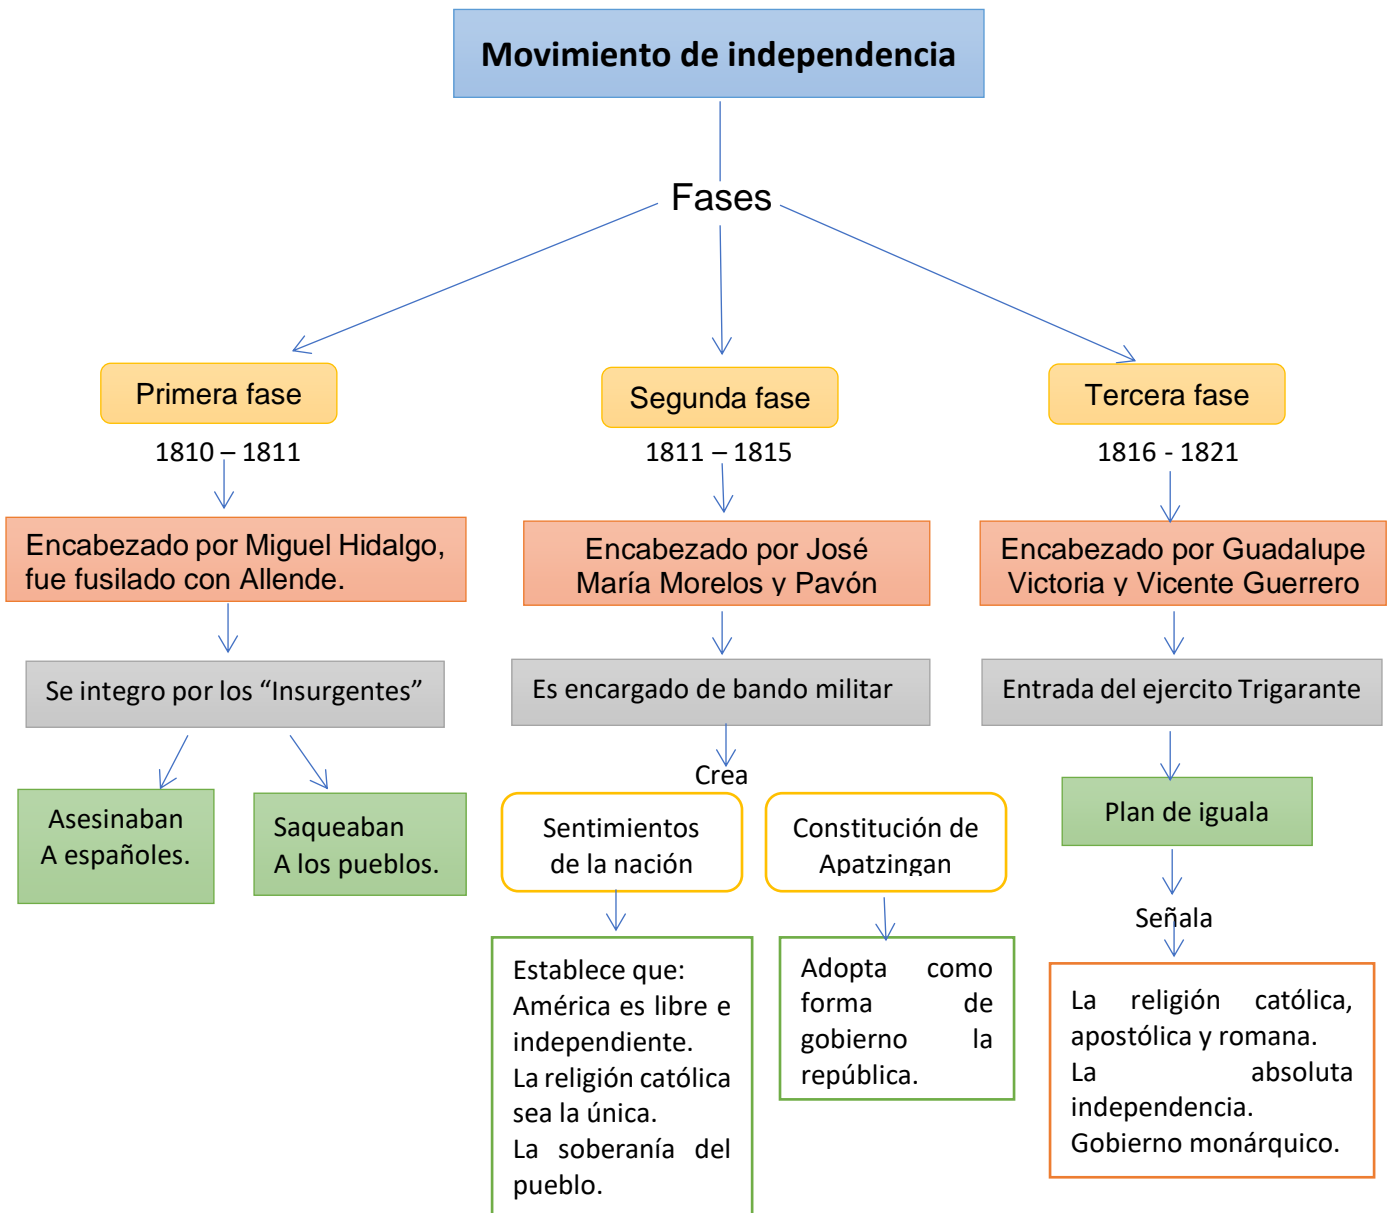 Movimiento de independencia
Fases
Primera fase
1810 – 1811
Encabezado por Miguel Hidalgo,
fue fusilado con Allende.
Se integro por los “Insurgentes”
Asesinaban
A españoles.
Saqueaban
A los pueblos.
Segunda fase
1811 – 1815
Encabezado por José
María Morelos y Pavón
Es encargado de bando militar
Crea
Sentimientos
de la nación
Establece que:
América es libre e
independiente.
La religión católica
sea la única.
La soberanía del
pueblo.
Constitución de
Apatzingan
Adopta como
forma de
gobierno la
república.
Tercera fase
1816 - 1821
Encabezado por Guadalupe
Victoria y Vicente Guerrero
Entrada del ejercito Trigarante
Plan de iguala
Señala
La religión católica,
apostólica y romana.
La absoluta
independencia.
Gobierno monárquico.